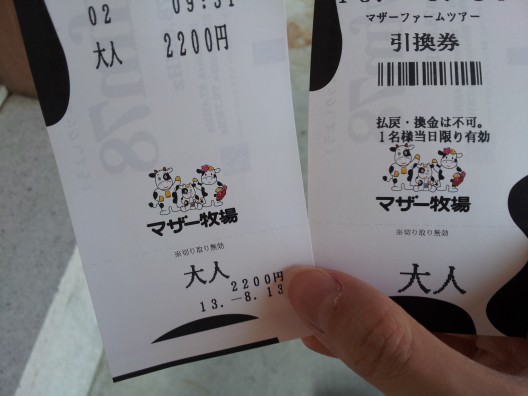 02 09:31
大人 2200円
マザー牧場
※切り取り無効
大人
2200円
13.-8.13
マザーファームツアー
引換券
払戻・換金は不可。
1名様当日限り有効
マザー牧場
※切り取り無効
大人